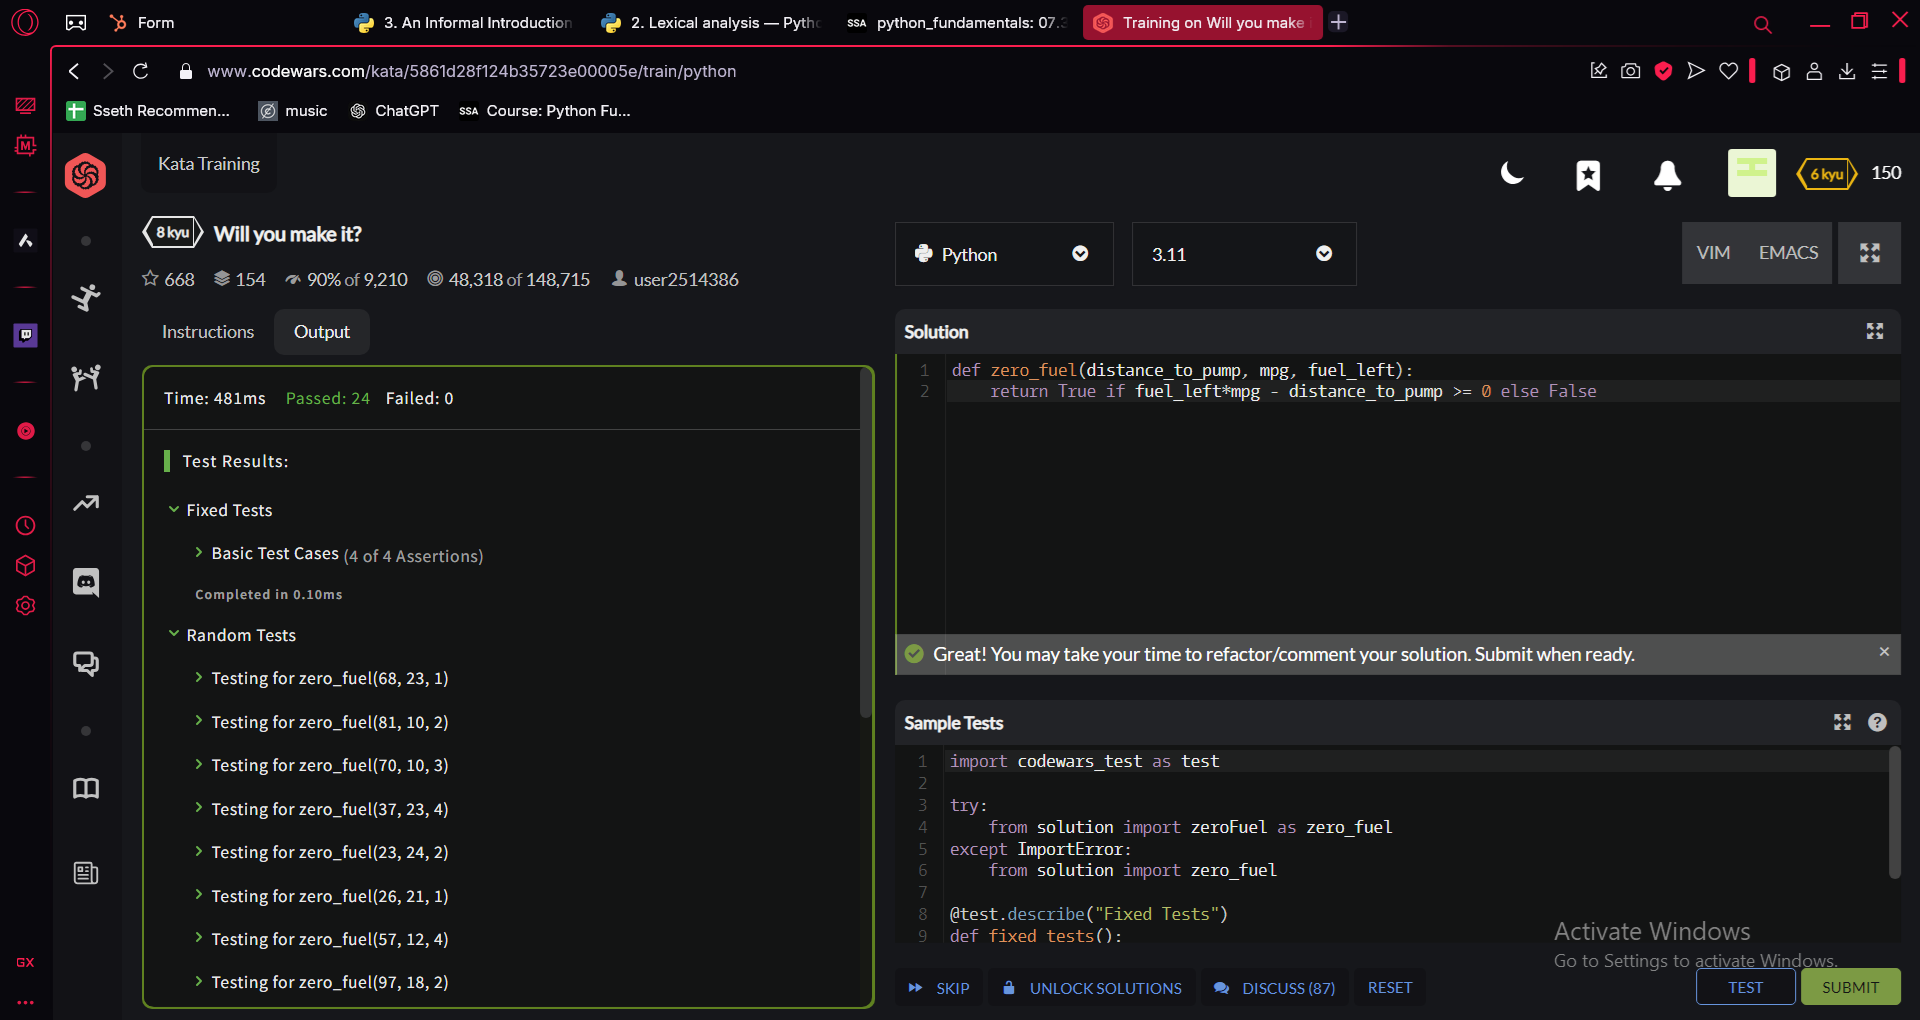 Form
3. An Informal Introduction
2. Lexical analysis — Pyth
SSA python_fundamentals: 07.3
Training on Will you make
www.codewars.com/kata/5861d28f124b35723e00005e/train/python
Sseth Recommen...
music
ChatGPT
SSA Course: Python Fu...
Kata Training
6 kyu 150
8 kyu Will you make it?
668 154 90% of 9,210 48,318 of 148,715 user2514386
Python
3.11
VIM EMACS
Instructions Output
Time: 481ms Passed: 24 Failed: 0
Test Results:
Fixed Tests
Basic Test Cases (4 of 4 Assertions)
Completed in 0.10ms
Random Tests
Testing for zero_fuel(68, 23, 1)
Testing for zero_fuel(81, 10, 2)
Testing for zero_fuel(70, 10, 3)
Testing for zero_fuel(37, 23, 4)
Testing for zero_fuel(23, 24, 2)
Testing for zero_fuel(26, 21, 1)
Testing for zero_fuel(57, 12, 4)
Testing for zero_fuel(97, 18, 2)
Solution
1 def zero_fuel(distance_to_pump, mpg, fuel_left):
2 return True if fuel_left*mpg - distance_to_pump >= 0 else False
Great! You may take your time to refactor/comment your solution. Submit when ready.
Sample Tests
1 import codewars_test as test
2
3 try:
4 from solution import zeroFuel as zero_fuel
5 except ImportError:
6 from solution import zero_fuel
7
8 @test.describe("Fixed Tests")
9 def fixed_tests():
Activate Windows
Go to Settings to activate Windows.
SKIP
UNLOCK SOLUTIONS
DISCUSS (87)
RESET
TEST
SUBMIT
GX
M